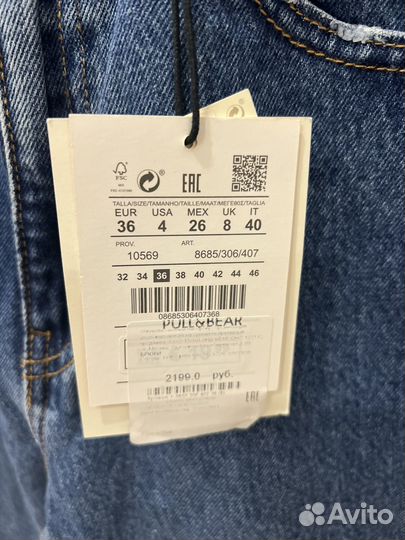 FSC
EAC
TALLA/SIZE/TAMANHO/TAILLE/MAAT/ΜΕΓΕΘΟΣ/TAGLIA
EUR USA MEX UK IT
36 4 26 8 40
PROV. ART.
10569 8685/306/407
32 34 36 38 40 42 44 46
08685306407368
PULL&BEAR
2199.0 руб.
EAC
Avito